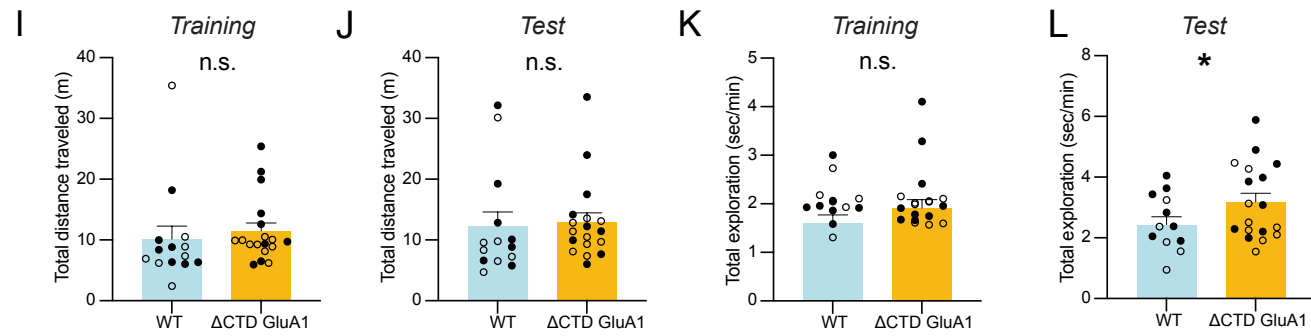 I
Training
Total distance traveled (m)
40
30
20
10
0
n.s.
WT
ΔCTD GluA1
J
Test
Total distance traveled (m)
40
30
20
10
0
n.s.
WT
ΔCTD GluA1
K
Training
Total exploration (sec/min)
5
4
3
2
1
0
n.s.
WT
ΔCTD GluA1
L
Test
Total exploration (sec/min)
8
6
4
2
0
*
WT
ΔCTD GluA1